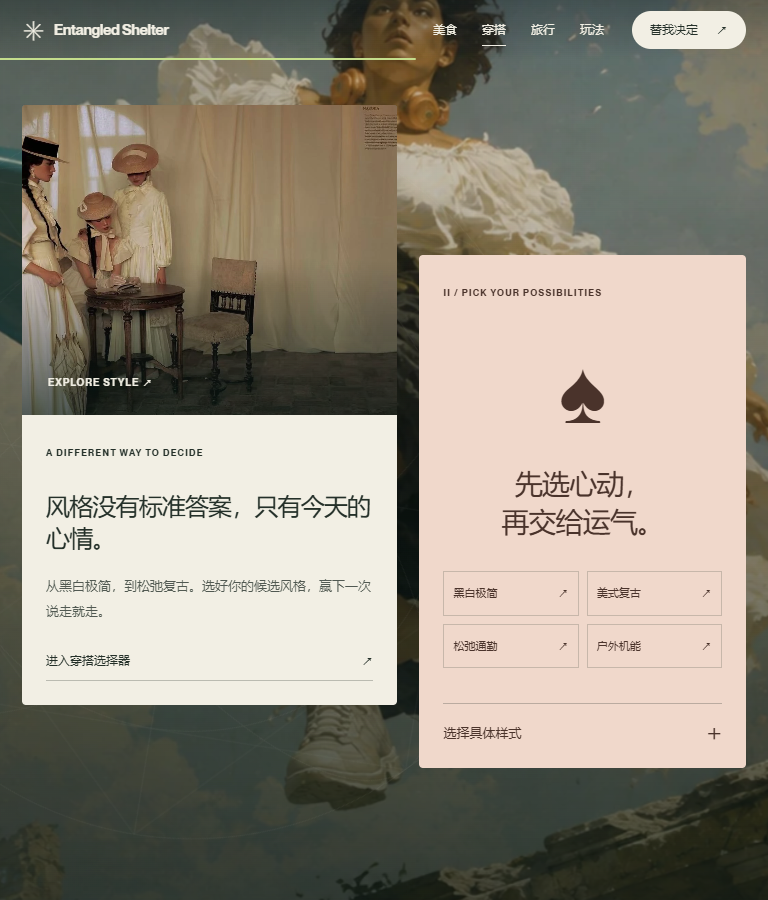 Entangled Shelter
美食 穿搭 旅行 玩法 替我决定 ↗
EXPLORE STYLE ↗
A DIFFERENT WAY TO DECIDE
风格没有标准答案，只有今天的
心情。
从黑白极简，到松弛复古。选好你的候选风格，赢下一次
说走就走。
进入穿搭选择器 ↗
II / PICK YOUR POSSIBILITIES
先选心动，
再交给运气。
黑白极简 ↗ 美式复古 ↗
松弛通勤 ↗ 户外机能 ↗
选择具体样式 +